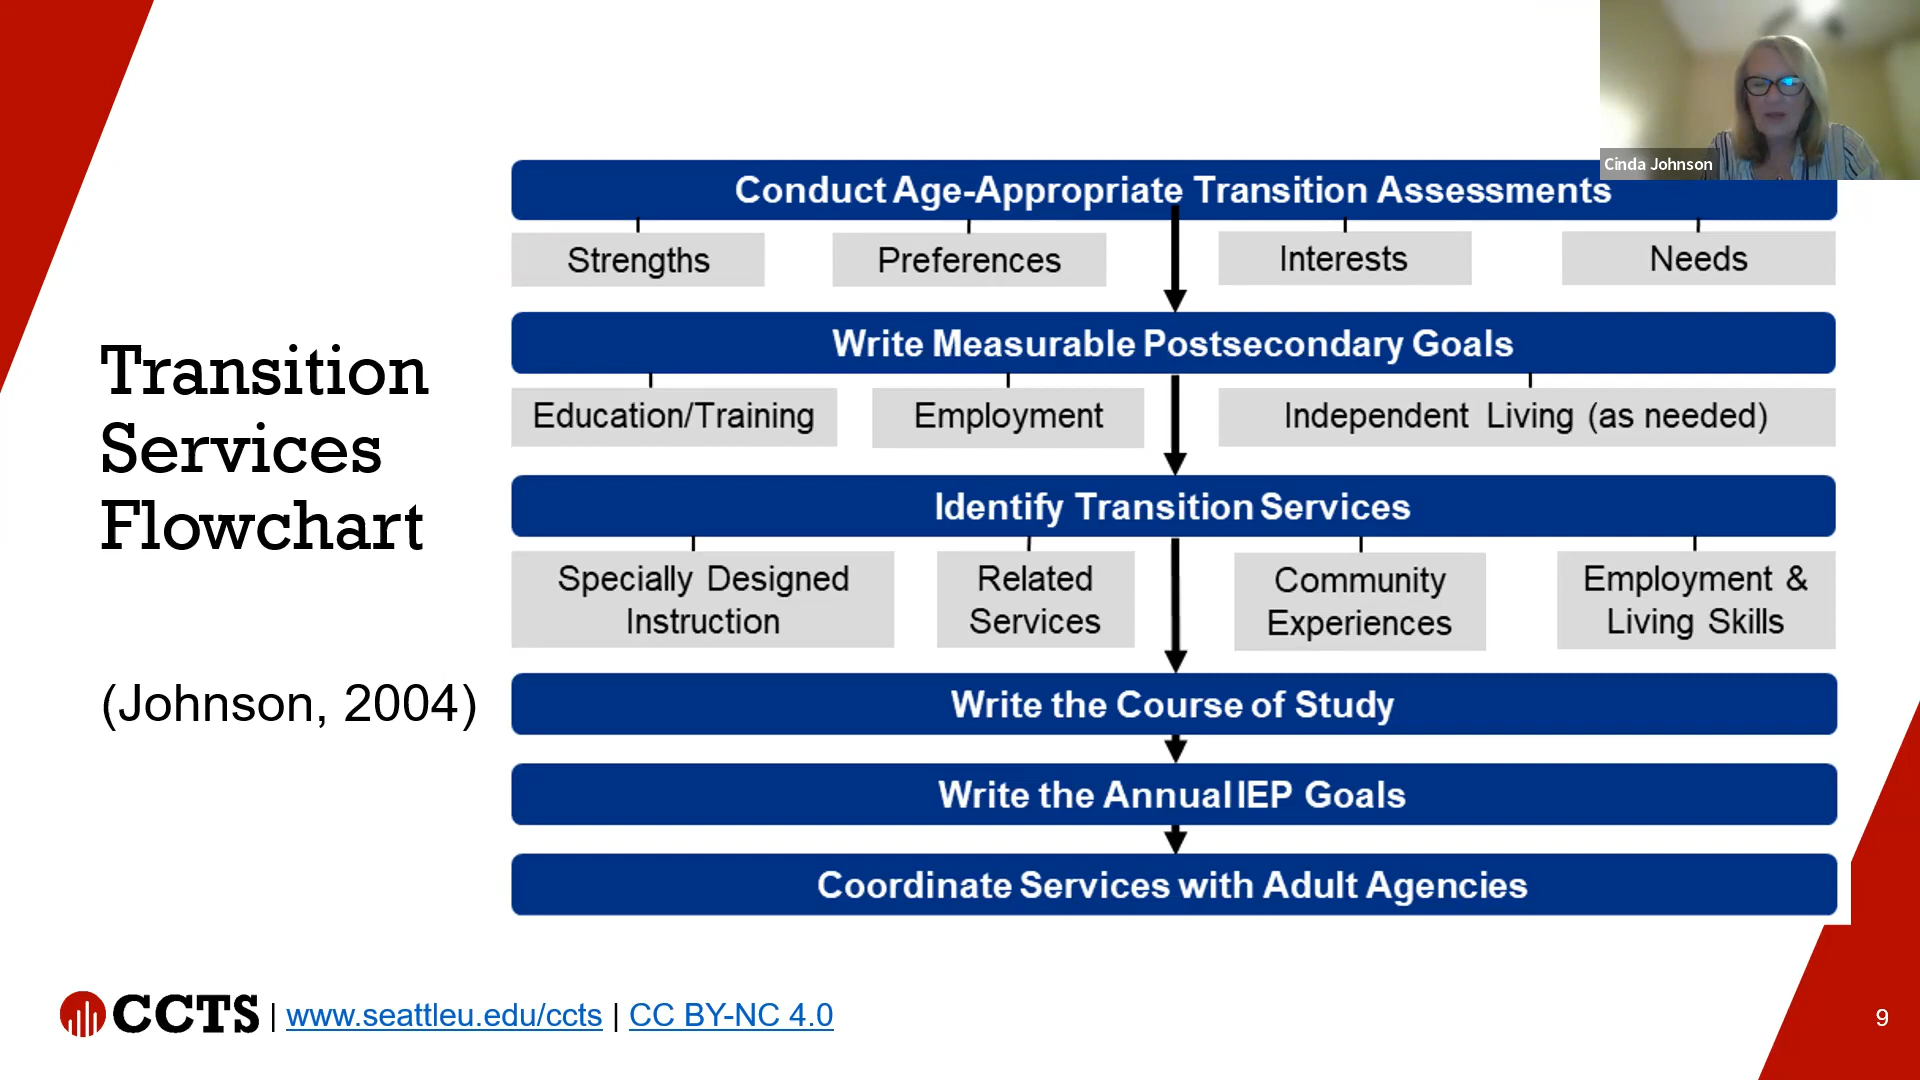 Cinda Johnson
Transition
Services
Flowchart
(Johnson, 2004)
Conduct Age-Appropriate Transition Assessments
Strengths
Preferences
Interests
Needs
Write Measurable Postsecondary Goals
Education/Training
Employment
Independent Living (as needed)
Identify Transition Services
Specially Designed
Instruction
Related
Services
Community
Experiences
Employment &
Living Skills
Write the Course of Study
Write the Annual IEP Goals
Coordinate Services with Adult Agencies
CCTS | www.seattleu.edu/ccts | CC BY-NC 4.0
9